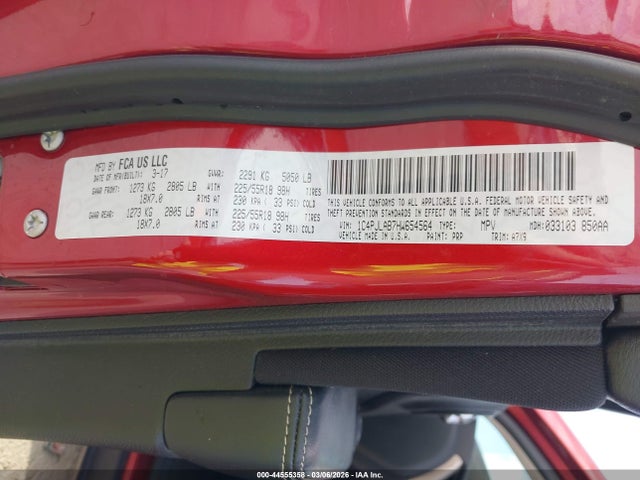 MFD BY FCA US LLC
DATE OF MFR(BUILT): 3-17 GVWR: 2291 KG 5050 LB
GAWR FRONT: 1273 KG 2805 LB WITH 225/55R18 98H TIRES
18X7.0 RIMS AT 230 KPA ( 33 PSI) COLD
GAWR REAR: 1273 KG 2805 LB WITH 225/55R18 98H TIRES
18X7.0 RIMS AT 230 KPA ( 33 PSI) COLD
THIS VEHICLE CONFORMS TO ALL APPLICABLE U.S.A. FEDERAL MOTOR VEHICLE SAFETY AND
THEFT PREVENTION STANDARDS IN EFFECT ON THE DATE OF MANUFACTURE SHOWN ABOVE.
VIN: 1C4PJLAB7HW654564 TYPE: MPV MDH: 033103 850AA
VEHICLE MADE IN U.S.A. PAINT: PRP TRIM: A7X9
00-44555358 | 03/06/2026 | IAA Inc.